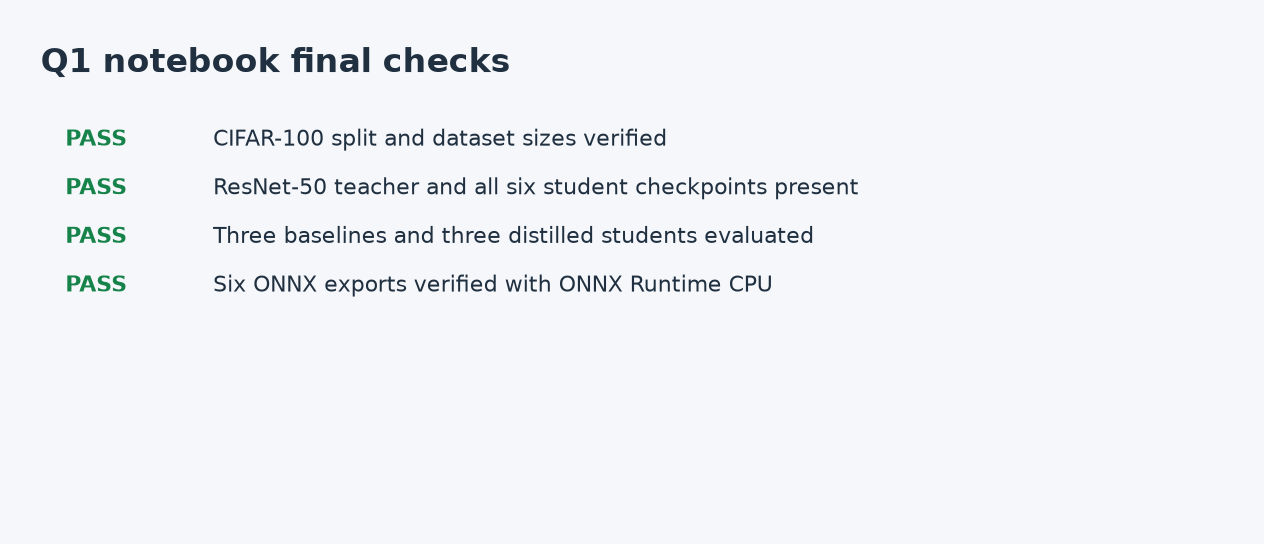 Q1 notebook final checks
PASS CIFAR-100 split and dataset sizes verified
PASS ResNet-50 teacher and all six student checkpoints present
PASS Three baselines and three distilled students evaluated
PASS Six ONNX exports verified with ONNX Runtime CPU